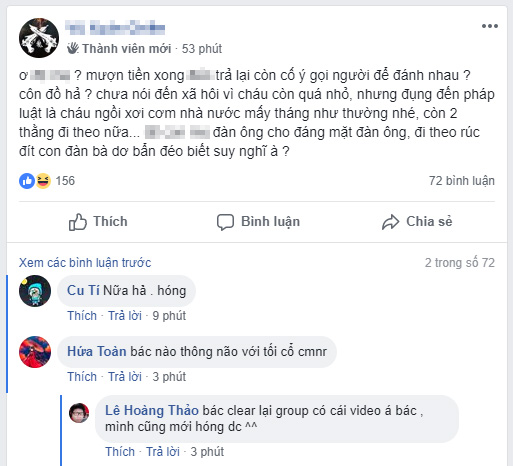 Thành viên mới · 53 phút
ơ ? mượn tiền xong trả lại còn cố ý gọi người để đánh nhau ?
côn đồ hả ? chưa nói đến xã hội vì cháu còn quá nhỏ, nhưng đụng đến pháp
luật là cháu ngồi xơi cơm nhà nước mấy tháng như thường nhé, còn 2
thằng đi theo nữa... đàn ông cho đáng mặt đàn ông, đi theo rúc
đít con đàn bà dơ bẩn đéo biết suy nghĩ à ?
156
72 bình luận
Thích
Bình luận
Chia sẻ
Xem các bình luận trước
2 trong số 72
Cu Tí Nữa hả . hóng
Thích · Trả lời · 9 phút
Hứa Toàn bác nào thông não với tối cổ cmnr
Thích · Trả lời · 3 phút
Lê Hoàng Thảo bác clear lại group có cái video á bác ,
mình cũng mới hóng dc ^^
Thích · Trả lời · 3 phút